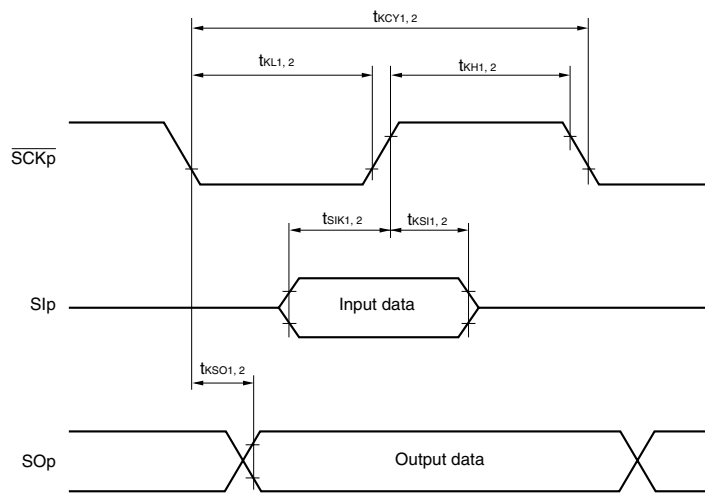 tKCY1, 2
tKL1, 2
tKH1, 2
SCKp
tSIK1, 2
tKSI1, 2
SIp
Input data
tKSO1, 2
SOp
Output data